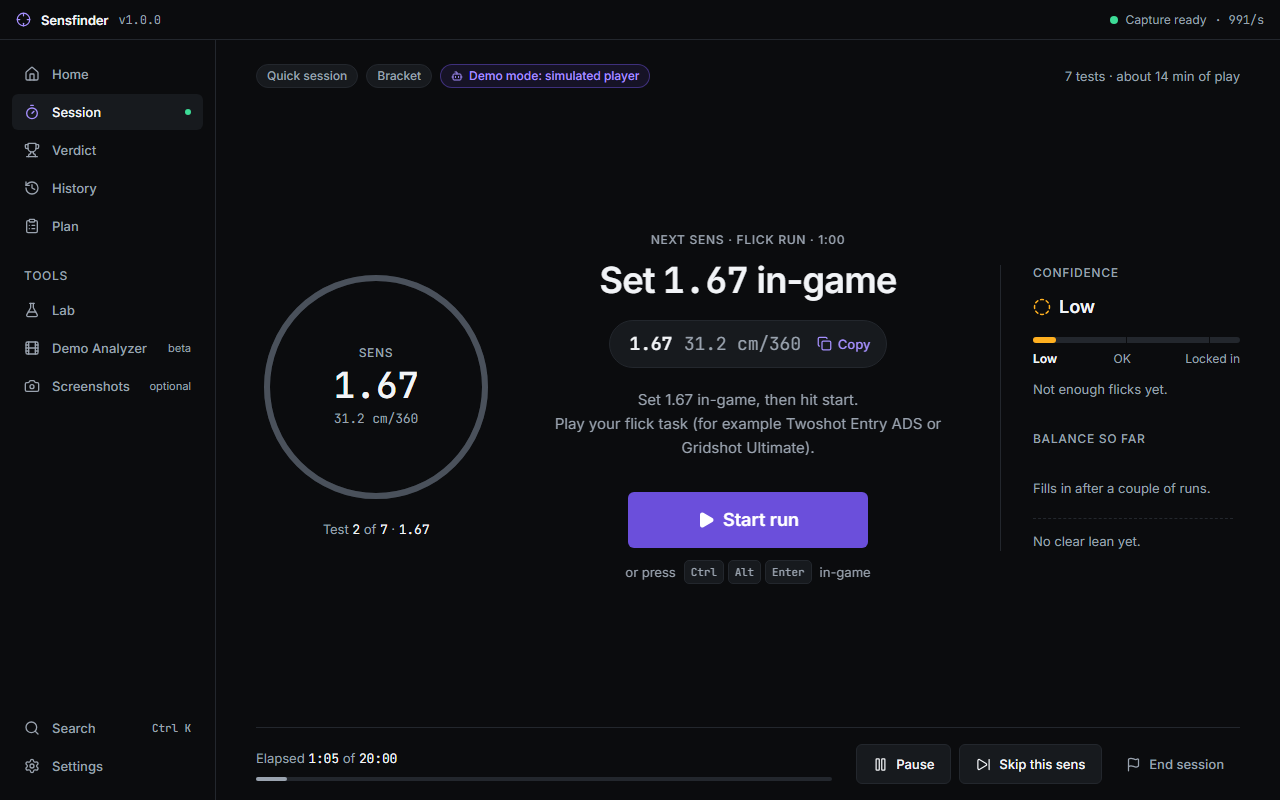 Sensfinder v1.0.0
Capture ready · 991/s
Home
Session
Verdict
History
Plan
TOOLS
Lab
Demo Analyzer beta
Screenshots optional
Search Ctrl K
Settings
Quick session
Bracket
Demo mode: simulated player
7 tests · about 14 min of play
SENS
1.67
31.2 cm/360
Test 2 of 7 · 1.67
NEXT SENS · FLICK RUN · 1:00
Set 1.67 in-game
1.67 31.2 cm/360 Copy
Set 1.67 in-game, then hit start.
Play your flick task (for example Twoshot Entry ADS or
Gridshot Ultimate).
Start run
or press Ctrl Alt Enter in-game
CONFIDENCE
Low
Low OK Locked in
Not enough flicks yet.
BALANCE SO FAR
Fills in after a couple of runs.
No clear lean yet.
Elapsed 1:05 of 20:00
Pause
Skip this sens
End session